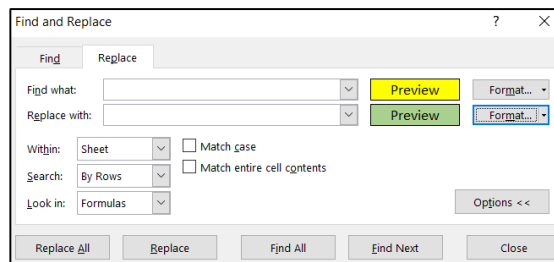 Find and Replace ? X
Find Replace
Find what: Preview Format...
Replace with: Preview Format...
Within: Sheet Match case
Match entire cell contents
Search: By Rows
Look in: Formulas Options <<
Replace All Replace Find All Find Next Close